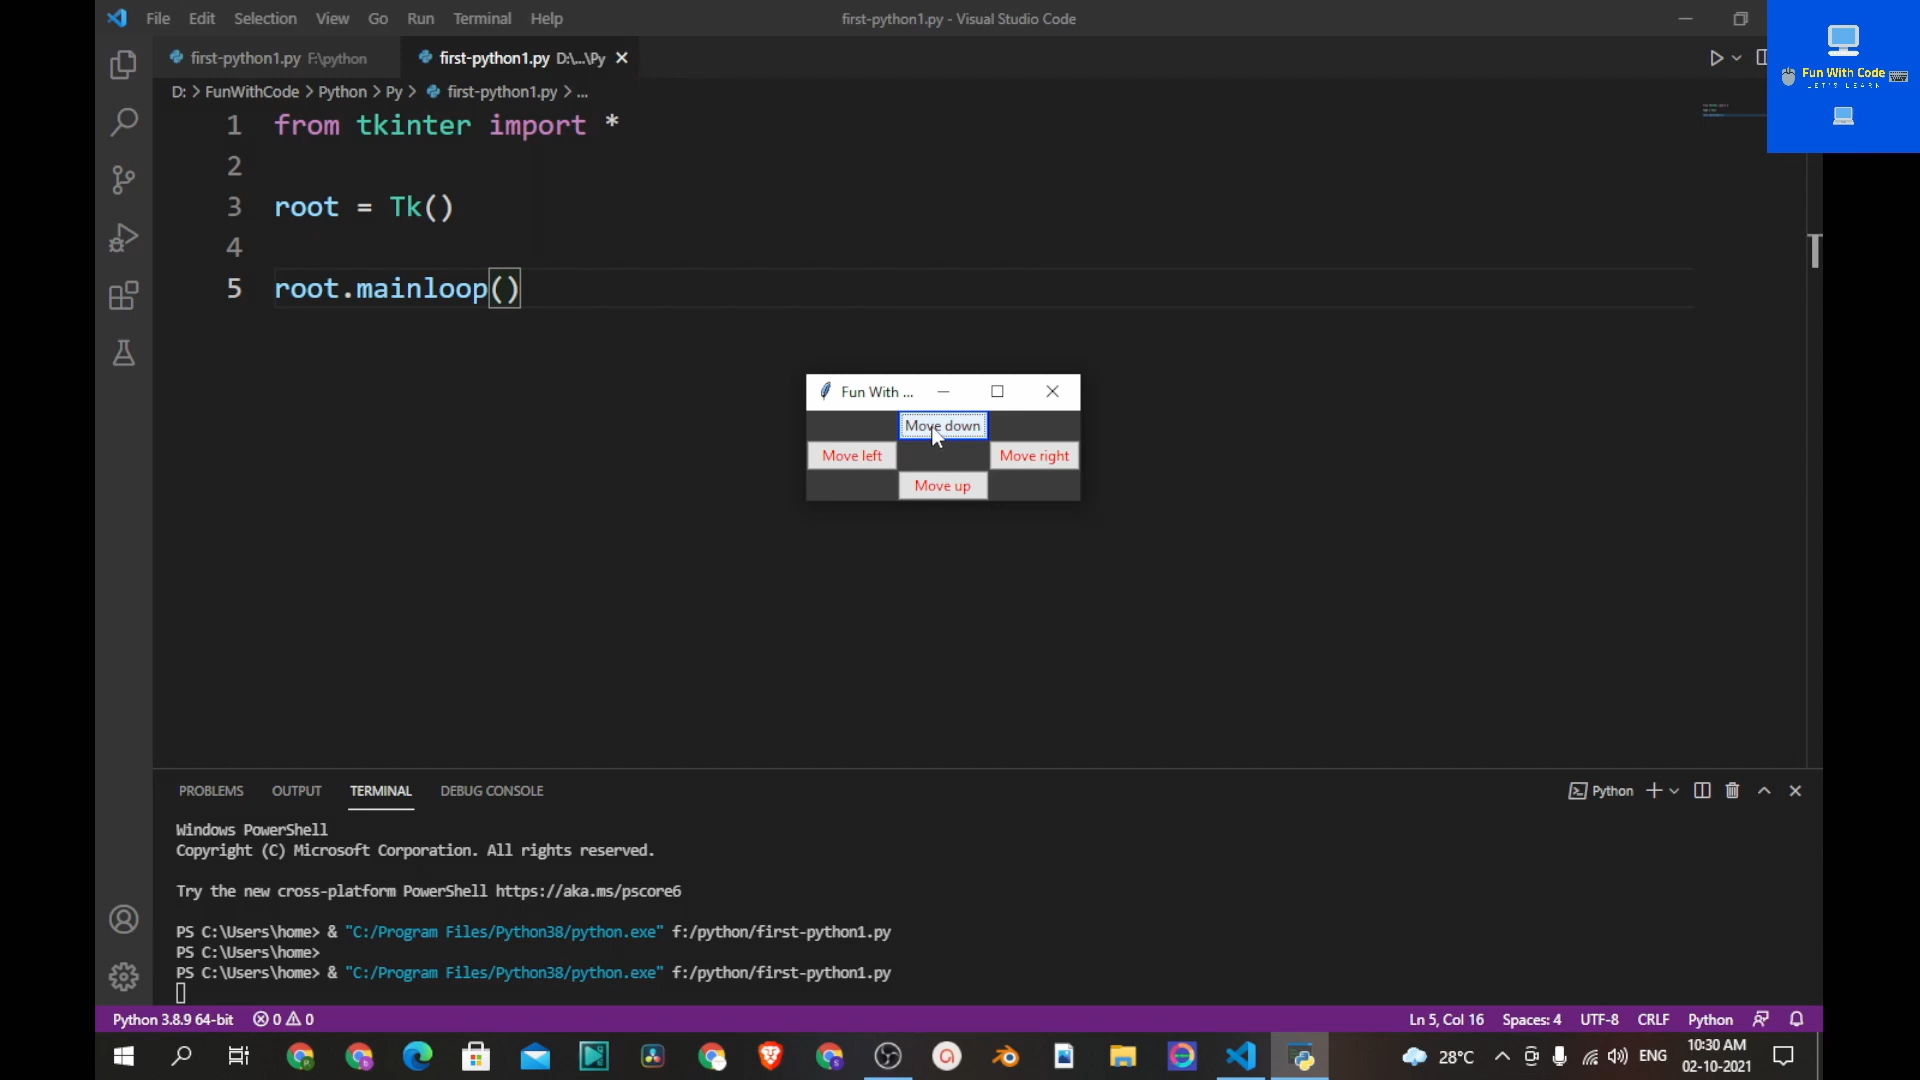 File Edit Selection View Go Run Terminal Help
first-python1.py - Visual Studio Code
first-python1.py F:\python
first-python1.py D:\...\Py
Fun With Code
LET'S LEARN
D: > FunWithCode > Python > Py > first-python1.py > ...
1 from tkinter import *
2
3 root = Tk()
4
5 root.mainloop()
Fun With ...
Move down
Move left
Move right
Move up
PROBLEMS OUTPUT TERMINAL DEBUG CONSOLE
Python
Windows PowerShell
Copyright (C) Microsoft Corporation. All rights reserved.
Try the new cross-platform PowerShell https://aka.ms/pscore6
PS C:\Users\home> & "C:/Program Files/Python38/python.exe" f:/python/first-python1.py
PS C:\Users\home>
PS C:\Users\home> & "C:/Program Files/Python38/python.exe" f:/python/first-python1.py
Python 3.8.9 64-bit 0 0
Ln 5, Col 16 Spaces: 4 UTF-8 CRLF Python
28°C
ENG
10:30 AM
02-10-2021